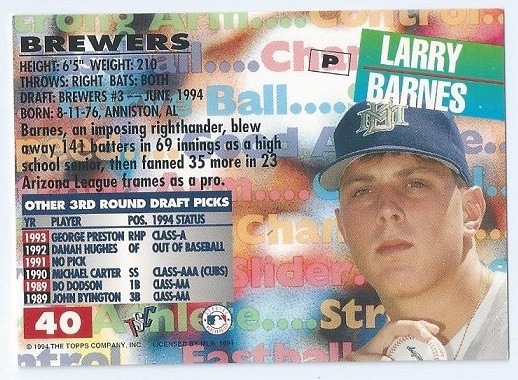 BREWERS
HEIGHT: 6'5" WEIGHT: 210
THROWS: RIGHT BATS: BOTH
DRAFT: BREWERS #3 — JUNE, 1994
BORN: 8-11-76, ANNISTON, AL
Barnes, an imposing righthander, blew
away 141 batters in 69 innings as a high
school senior, then fanned 35 more in 23
Arizona League frames as a pro.
P
LARRY
BARNES
OTHER 3RD ROUND DRAFT PICKS
YR PLAYER POS. 1994 STATUS
1993 GEORGE PRESTON RHP CLASS-A
1992 DANAH HUGHES OF OUT OF BASEBALL
1991 NO PICK
1990 MICHAEL CARTER SS CLASS-AAA (CUBS)
1989 BO DODSON 1B CLASS-AAA
1989 JOHN BYINGTON 3B CLASS-AAA
40 TSC
© 1994 THE TOPPS COMPANY, INC. LICENSED BY MLB 1994